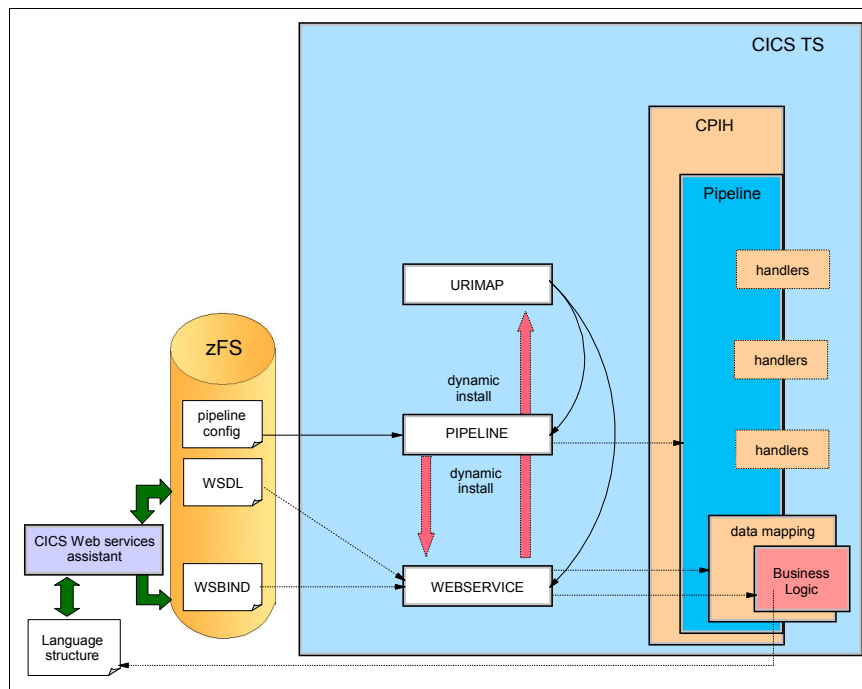 CICS TS
CPIH
Pipeline
handlers
URIMAP
zFS
handlers
dynamic
install
pipeline
config
PIPELINE
handlers
dynamic
install
WSDL
CICS Web services
assistant
data mapping
WSBIND
WEBSERVICE
Business
Logic
Language
structure